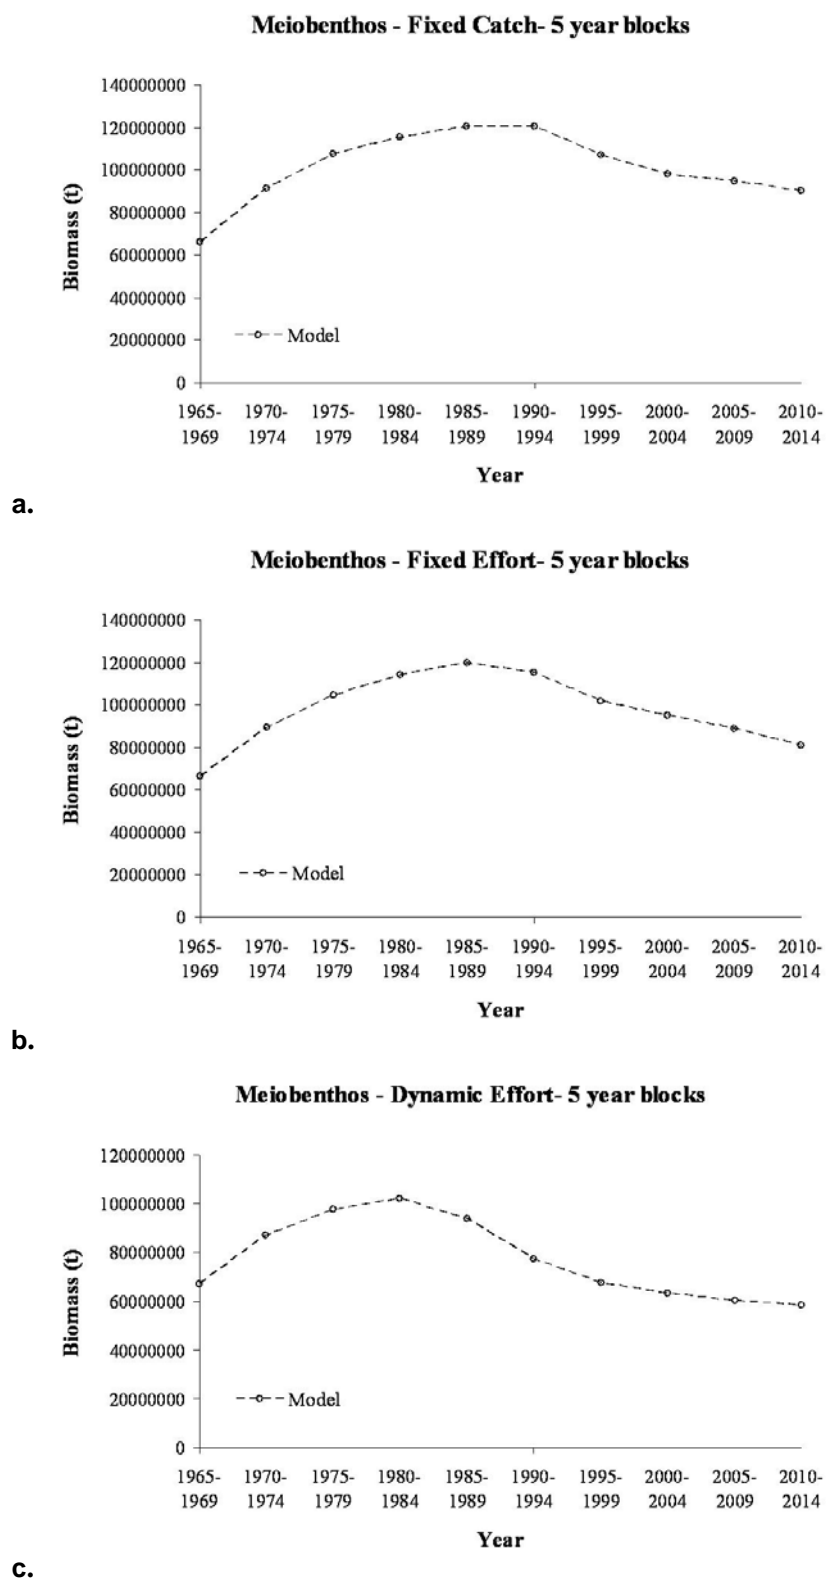 Meiobenthos - Fixed Catch- 5 year blocks
140000000
120000000
100000000
80000000
60000000
40000000
20000000
0
Biomass (t)
Model
1965- 1970- 1975- 1980- 1985- 1990- 1995- 2000- 2005- 2010-
1969 1974 1979 1984 1989 1994 1999 2004 2009 2014
Year
a.
Meiobenthos - Fixed Effort- 5 year blocks
140000000
120000000
100000000
80000000
60000000
40000000
20000000
0
Biomass (t)
Model
1965- 1970- 1975- 1980- 1985- 1990- 1995- 2000- 2005- 2010-
1969 1974 1979 1984 1989 1994 1999 2004 2009 2014
Year
b.
Meiobenthos - Dynamic Effort- 5 year blocks
120000000
100000000
80000000
60000000
40000000
20000000
0
Biomass (t)
Model
1965- 1970- 1975- 1980- 1985- 1990- 1995- 2000- 2005- 2010-
1969 1974 1979 1984 1989 1994 1999 2004 2009 2014
Year
c.